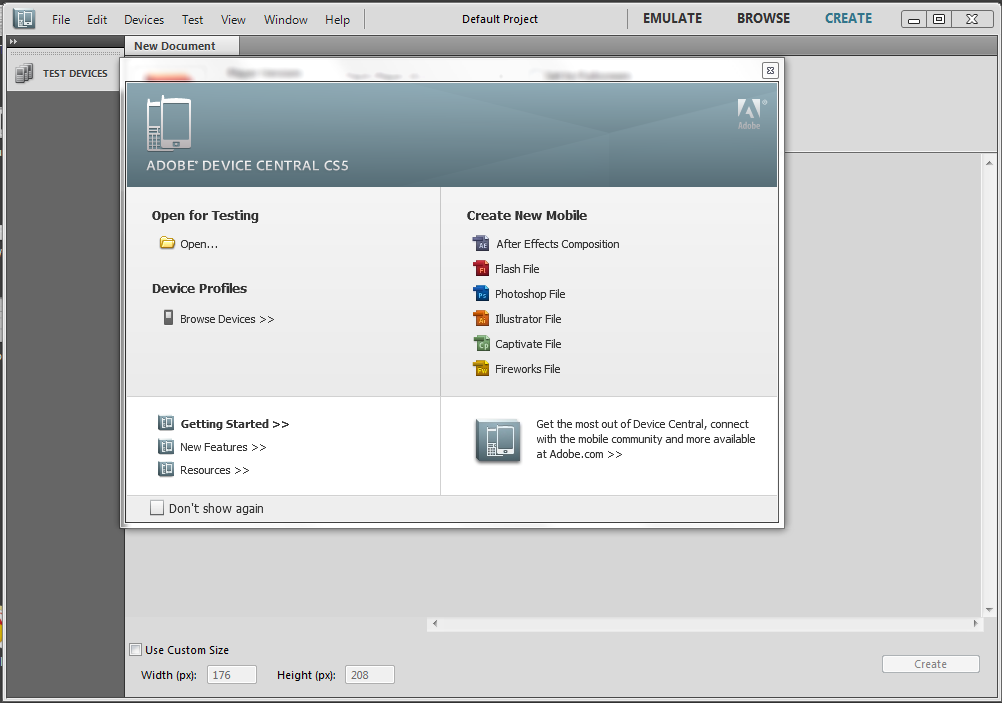 File Edit Devices Test View Window Help Default Project EMULATE BROWSE CREATE
New Document
TEST DEVICES
Adobe
ADOBE® DEVICE CENTRAL CS5
Open for Testing
Open...
Device Profiles
Browse Devices >>
Create New Mobile
AE After Effects Composition
Fl Flash File
Ps Photoshop File
Ai Illustrator File
Cp Captivate File
Fw Fireworks File
Getting Started >>
New Features >>
Resources >>
Get the most out of Device Central, connect
with the mobile community and more available
at Adobe.com >>
Don't show again
Use Custom Size
Width (px): 176 Height (px): 208
Create